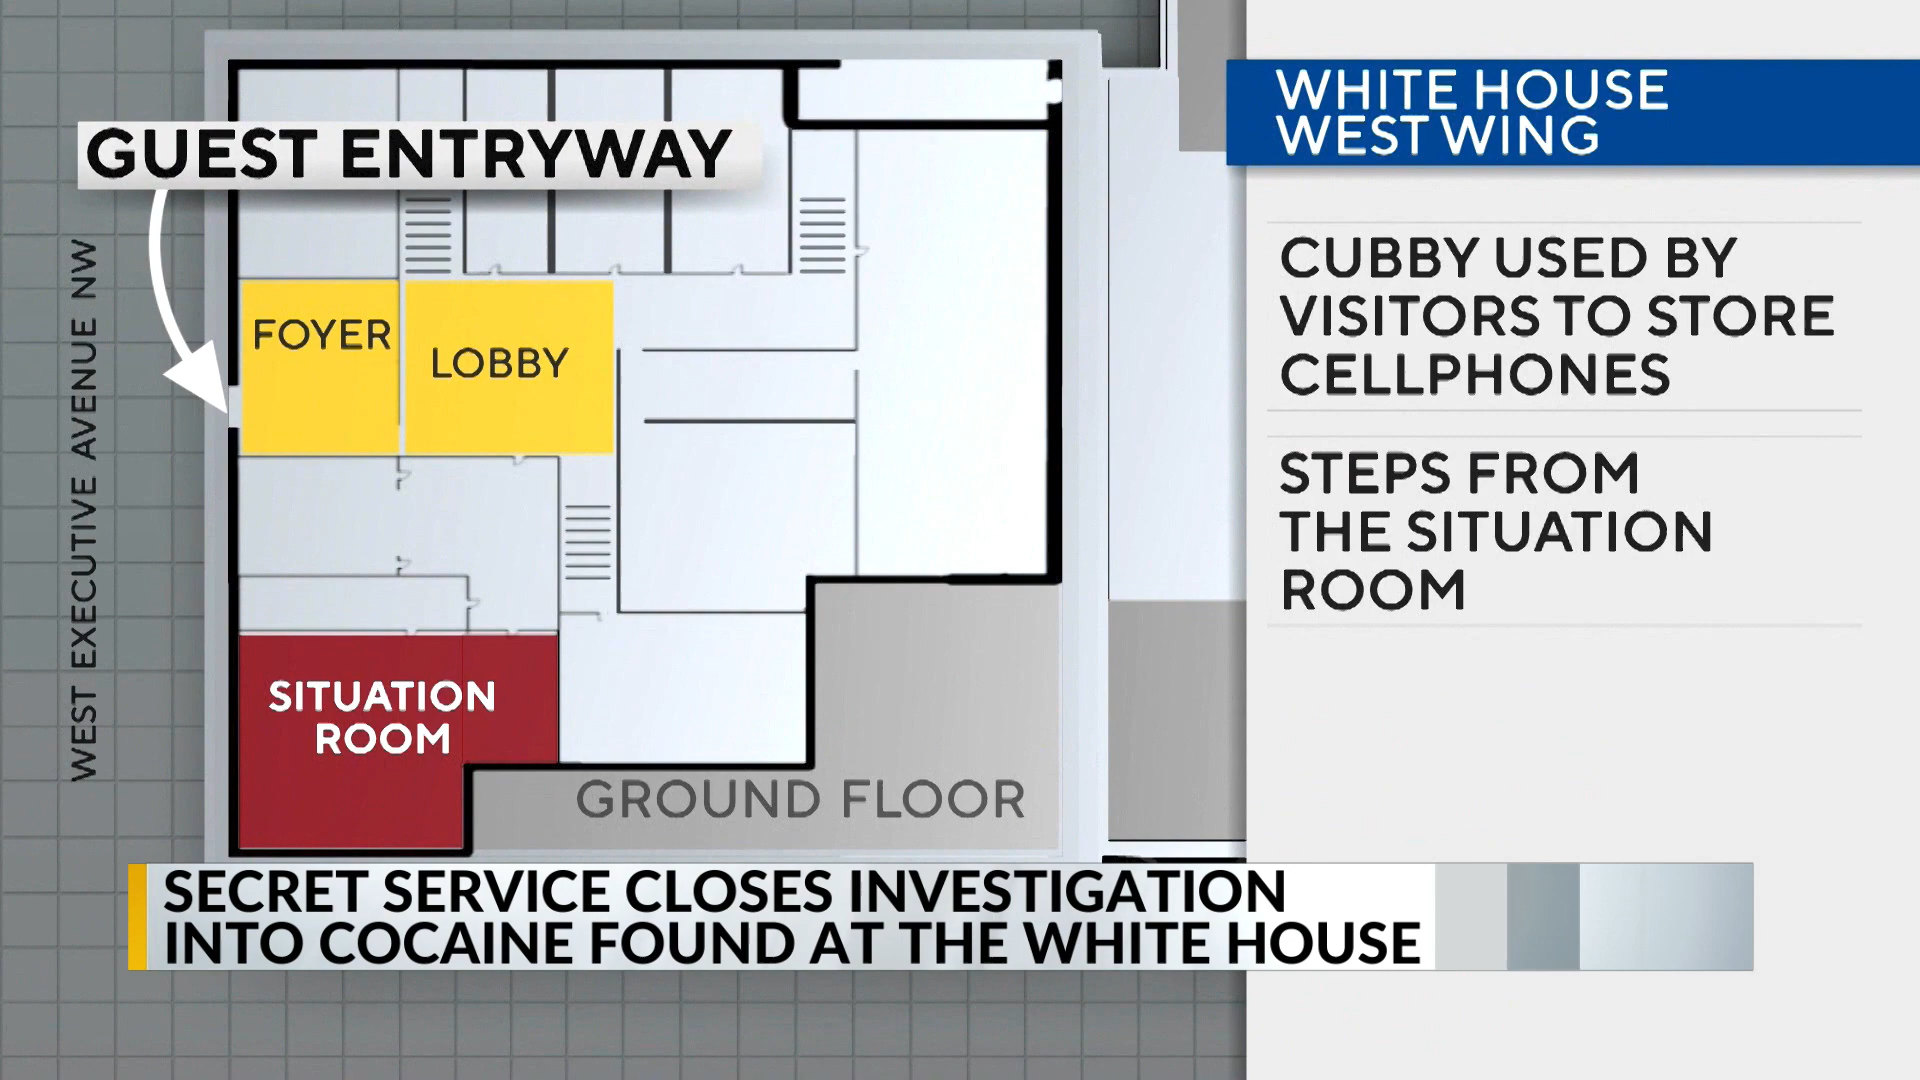 GUEST ENTRYWAY
WEST EXECUTIVE AVENUE NW
FOYER
LOBBY
SITUATION
ROOM
GROUND FLOOR
WHITE HOUSE
WEST WING
CUBBY USED BY
VISITORS TO STORE
CELLPHONES
STEPS FROM
THE SITUATION
ROOM
SECRET SERVICE CLOSES INVESTIGATION
INTO COCAINE FOUND AT THE WHITE HOUSE